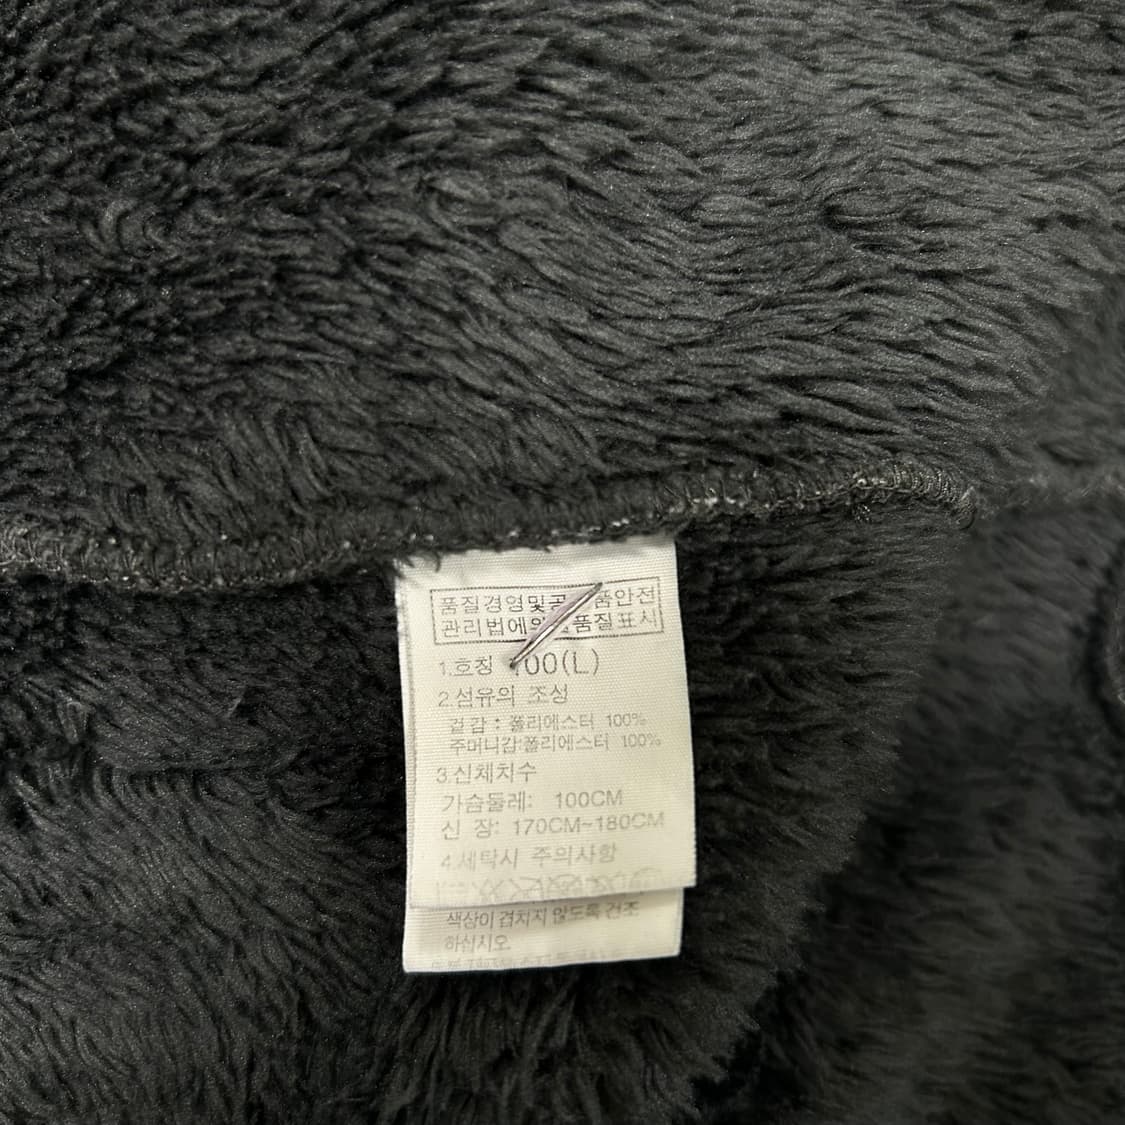 품질경영및공 품안전
관리법에의 품질표시
1.호칭 100(L)
2.섬유의 조성
겉감 : 폴리에스터 100%
주머니감:폴리에스터 100%
3.신체치수
가슴둘레: 100CM
신 장: 170CM~180CM
4.세탁시 주의사항
색상이 겹치지 않도록 건조
하십시오.